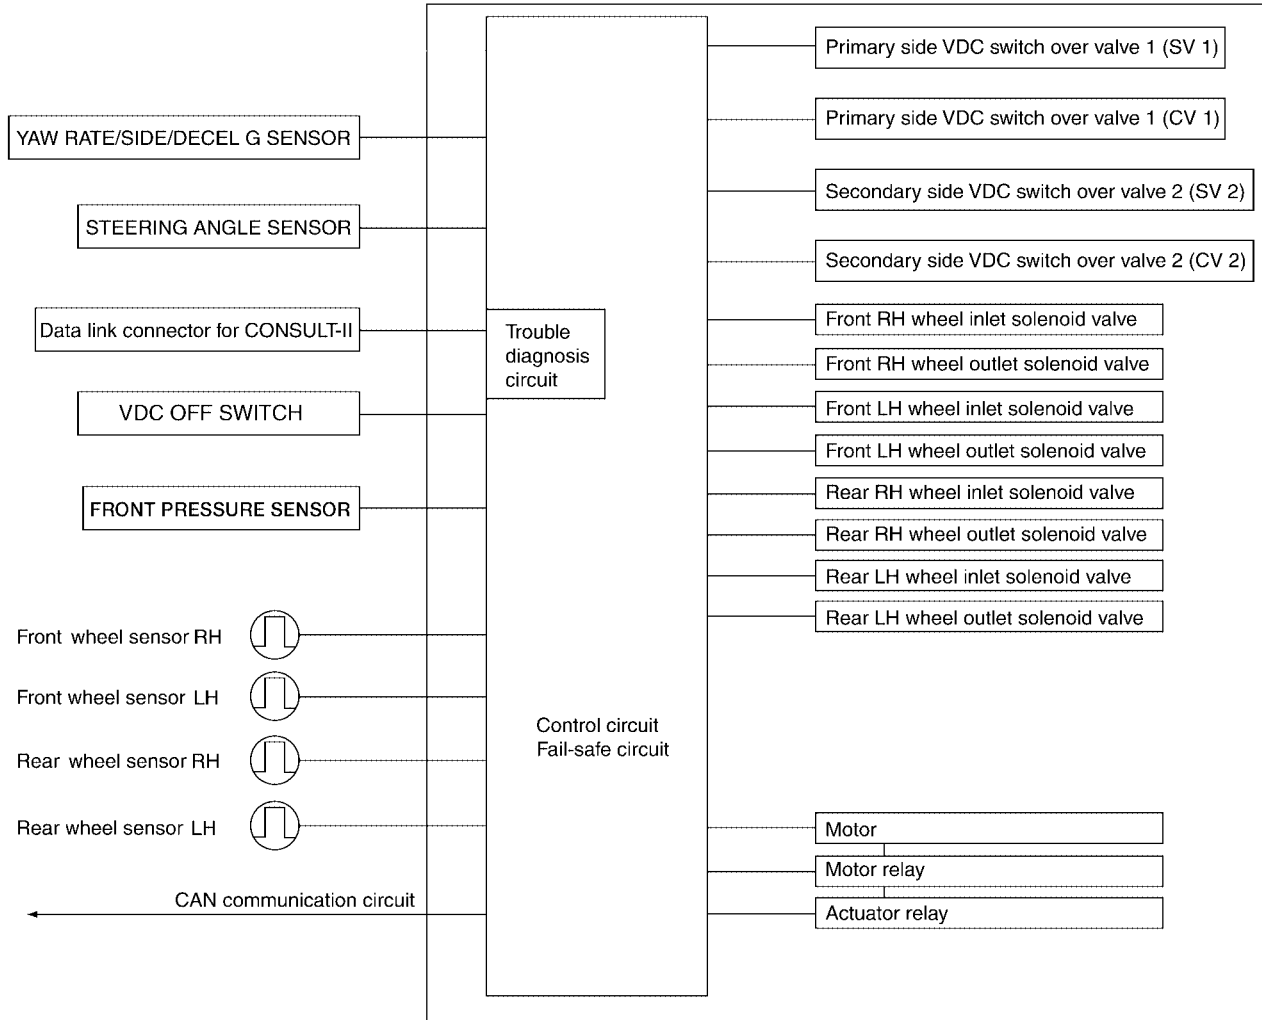 Primary side VDC switch over valve 1 (SV 1)
Primary side VDC switch over valve 1 (CV 1)
YAW RATE/SIDE/DECEL G SENSOR
Secondary side VDC switch over valve 2 (SV 2)
STEERING ANGLE SENSOR
Secondary side VDC switch over valve 2 (CV 2)
Data link connector for CONSULT-II
Trouble
diagnosis
circuit
Front RH wheel inlet solenoid valve
Front RH wheel outlet solenoid valve
VDC OFF SWITCH
Front LH wheel inlet solenoid valve
Front LH wheel outlet solenoid valve
FRONT PRESSURE SENSOR
Rear RH wheel inlet solenoid valve
Rear RH wheel outlet solenoid valve
Rear LH wheel inlet solenoid valve
Rear LH wheel outlet solenoid valve
Front wheel sensor RH
Front wheel sensor LH
Rear wheel sensor RH
Rear wheel sensor LH
Control circuit
Fail-safe circuit
Motor
Motor relay
Actuator relay
CAN communication circuit